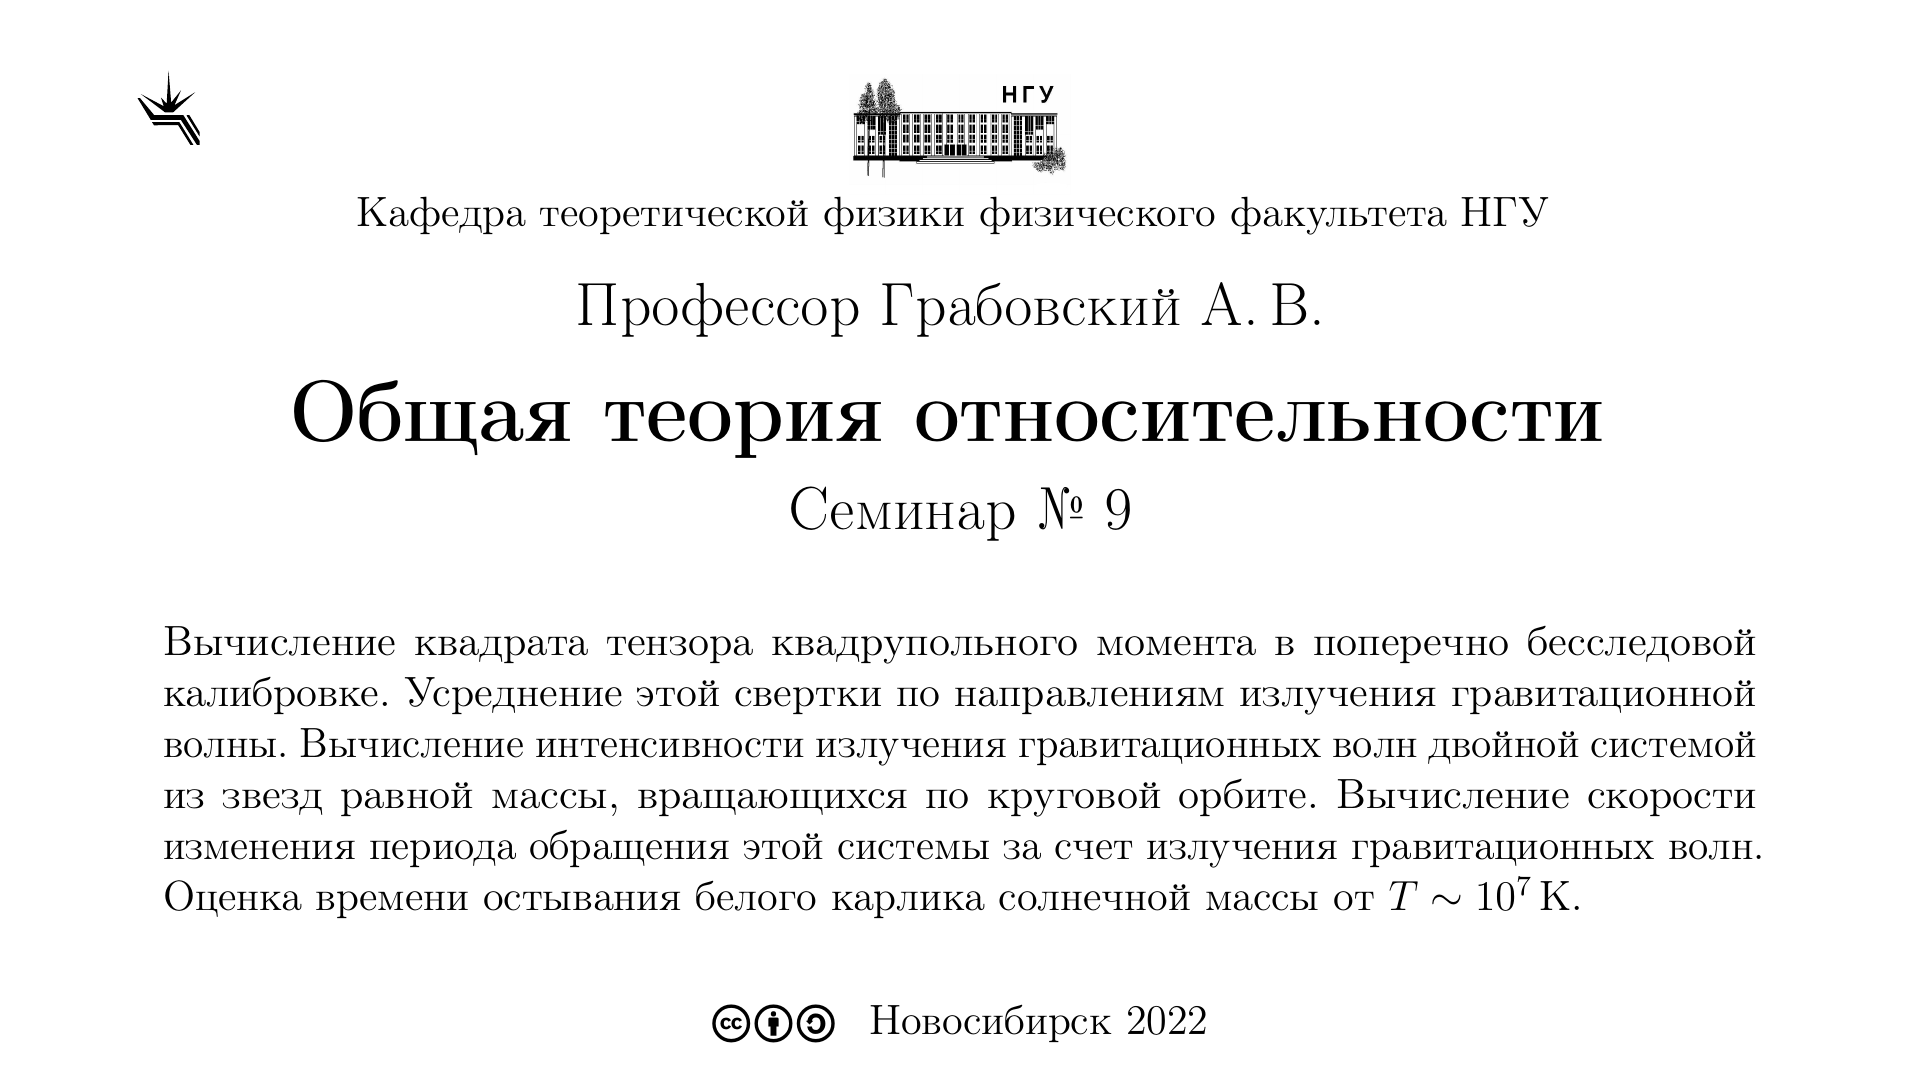 НГУ
Кафедра теоретической физики физического факультета НГУ
Профессор Грабовский А. В.
Общая теория относительности
Семинар № 9
Вычисление квадрата тензора квадрупольного момента в поперечно бесследовой
калибровке. Усреднение этой свертки по направлениям излучения гравитационной
волны. Вычисление интенсивности излучения гравитационных волн двойной системой
из звезд равной массы, вращающихся по круговой орбите. Вычисление скорости
изменения периода обращения этой системы за счет излучения гравитационных волн.
Оценка времени остывания белого карлика солнечной массы от T ∼ 10⁷ К.
cc Новосибирск 2022